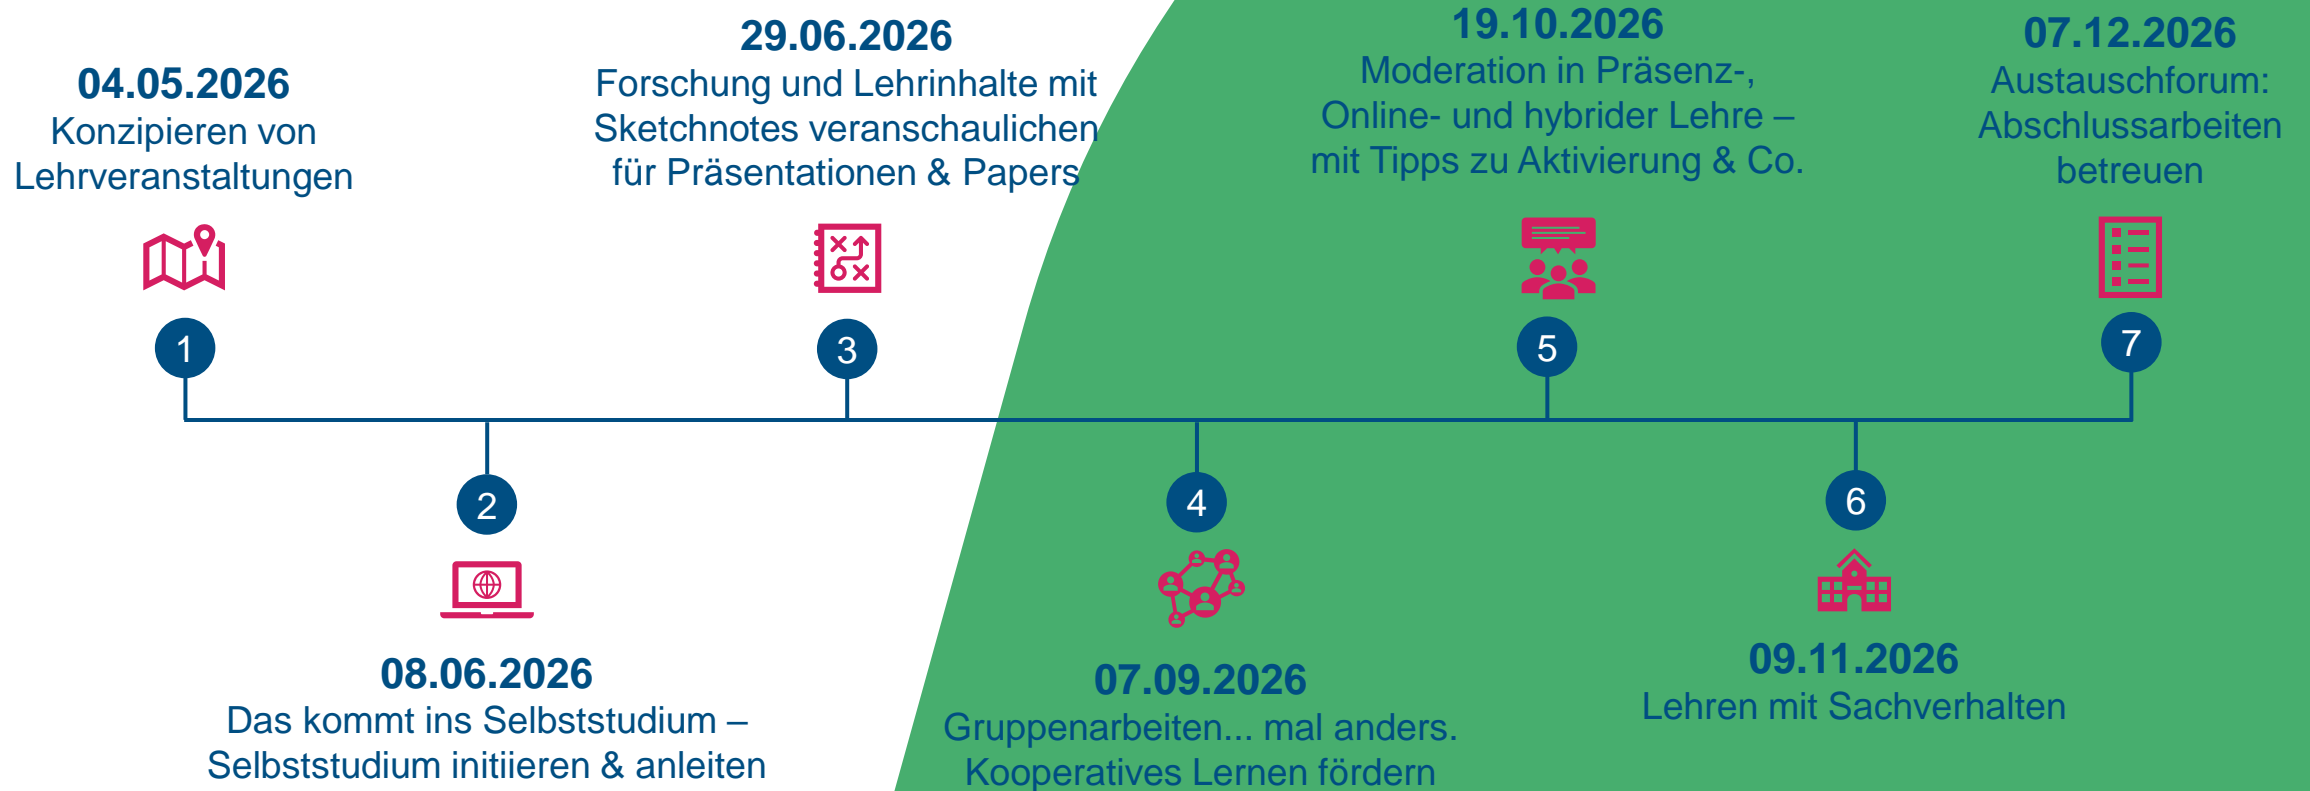 04.05.2026
Konzipieren von
Lehrveranstaltungen
1
08.06.2026
Das kommt ins Selbststudium –
Selbststudium initiieren & anleiten
2
29.06.2026
Forschung und Lehrinhalte mit
Sketchnotes veranschaulichen
für Präsentationen & Papers
3
07.09.2026
Gruppenarbeiten... mal anders.
Kooperatives Lernen fördern
4
19.10.2026
Moderation in Präsenz-,
Online- und hybrider Lehre –
mit Tipps zu Aktivierung & Co.
5
09.11.2026
Lehren mit Sachverhalten
6
07.12.2026
Austauschforum:
Abschlussarbeiten
betreuen
7